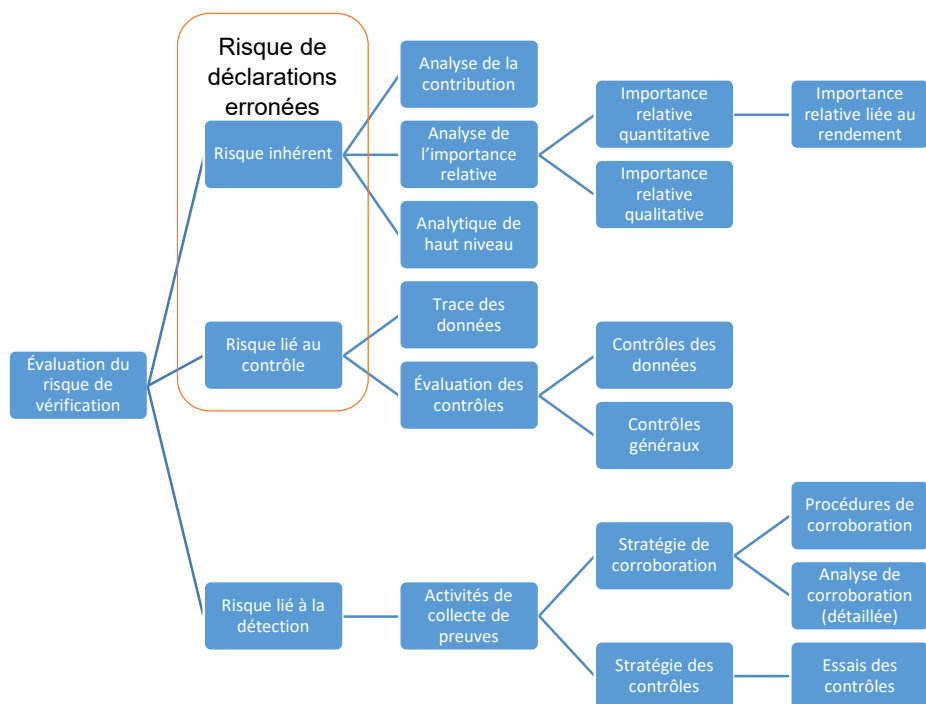 Risque de
déclarations
erronées
Évaluation du
risque de
vérification
Risque inhérent
Analyse de la
contribution
Analyse de
l’importance
relative
Importance
relative
quantitative
Importance
relative liée au
rendement
Importance
relative
qualitative
Analytique de
haut niveau
Risque lié au
contrôle
Trace des
données
Évaluation des
contrôles
Contrôles des
données
Contrôles
généraux
Risque lié à la
détection
Activités de
collecte de
preuves
Stratégie de
corroboration
Procédures de
corroboration
Analyse de
corroboration
(détaillée)
Stratégie des
contrôles
Essais des
contrôles